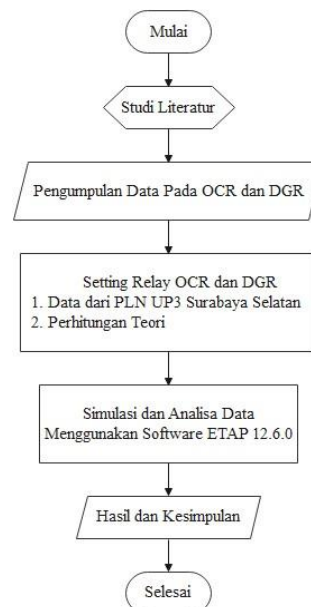 Mulai
Studi Literatur
Pengumpulan Data Pada OCR dan DGR
Setting Relay OCR dan DGR
1. Data dari PLN UP3 Surabaya Selatan
2. Perhitungan Teori
Simulasi dan Analisa Data
Menggunakan Software ETAP 12.6.0
Hasil dan Kesimpulan
Selesai